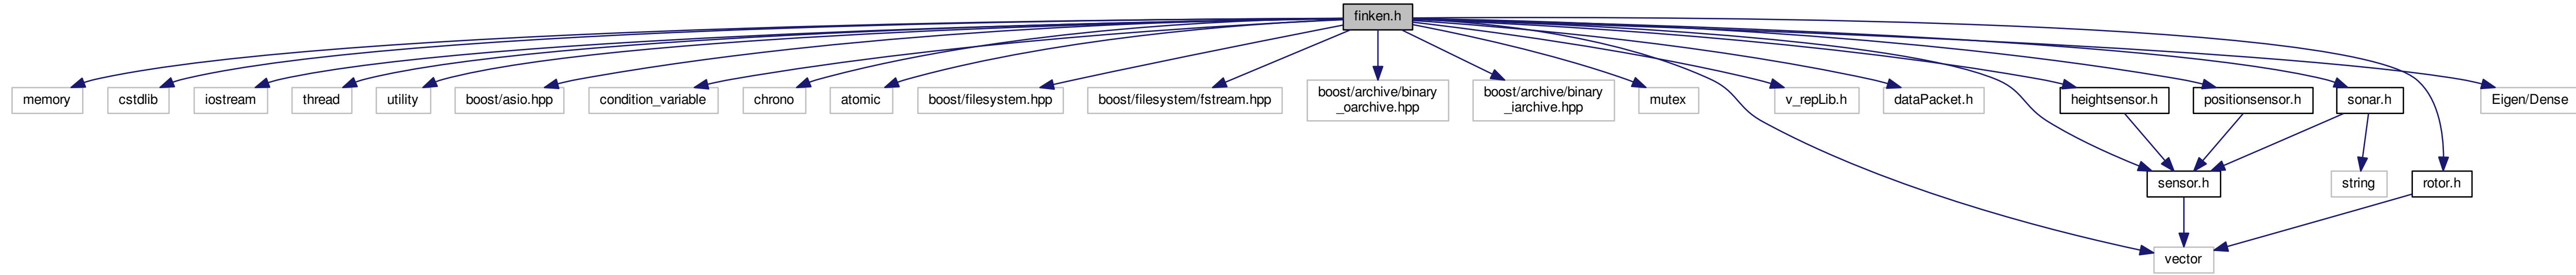 finken.h
memory
cstdlib
iostream
thread
utility
boost/asio.hpp
condition_variable
chrono
atomic
boost/filesystem.hpp
boost/filesystem/fstream.hpp
boost/archive/binary
_oarchive.hpp
boost/archive/binary
_iarchive.hpp
mutex
v_repLib.h
dataPacket.h
heightsensor.h
positionsensor.h
sonar.h
Eigen/Dense
sensor.h
string
rotor.h
vector